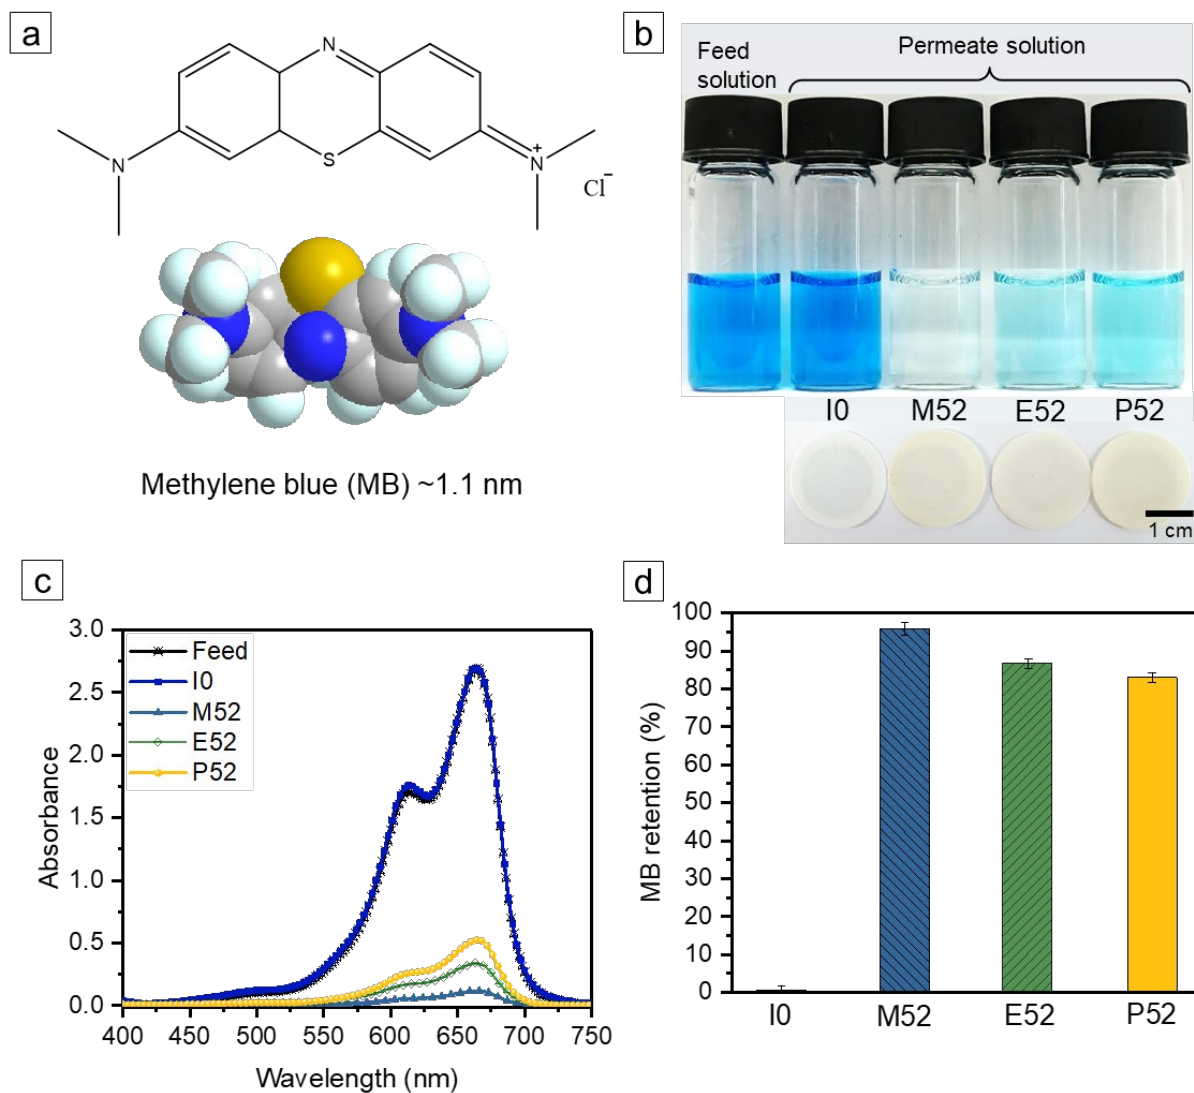 a
N
N
S
N
+
Cl
−
Methylene blue (MB) ~1.1 nm
b
Feed
solution
Permeate solution
I0 M52 E52 P52
1 cm
c
3.0
2.5
2.0
1.5
1.0
0.5
0.0
Absorbance
Feed
I0
M52
E52
P52
400 450 500 550 600 650 700 750
Wavelength (nm)
d
100
90
80
70
60
50
40
30
20
10
0
MB retention (%)
I0 M52 E52 P52